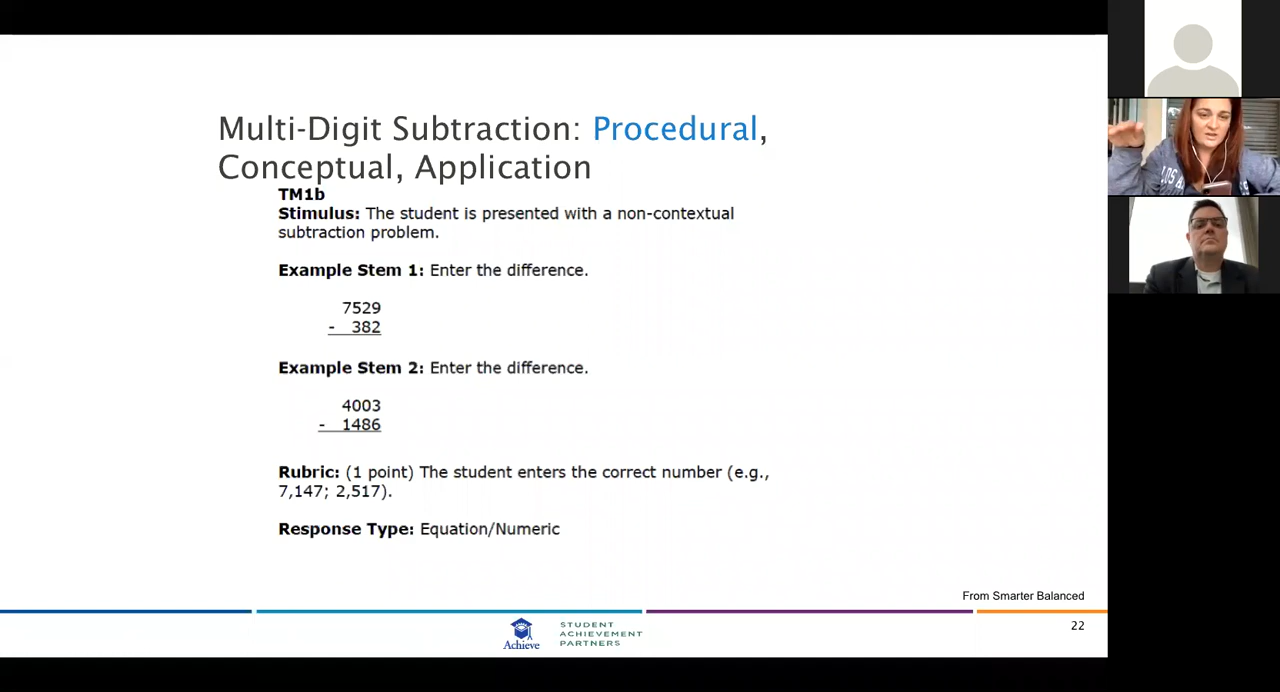 Multi-Digit Subtraction: Procedural,
Conceptual, Application
TM1b
Stimulus: The student is presented with a non-contextual
subtraction problem.
Example Stem 1: Enter the difference.
7529
- 382
Example Stem 2: Enter the difference.
4003
- 1486
Rubric: (1 point) The student enters the correct number (e.g.,
7,147; 2,517).
Response Type: Equation/Numeric
From Smarter Balanced
Achieve
STUDENT
ACHIEVEMENT
PARTNERS
22